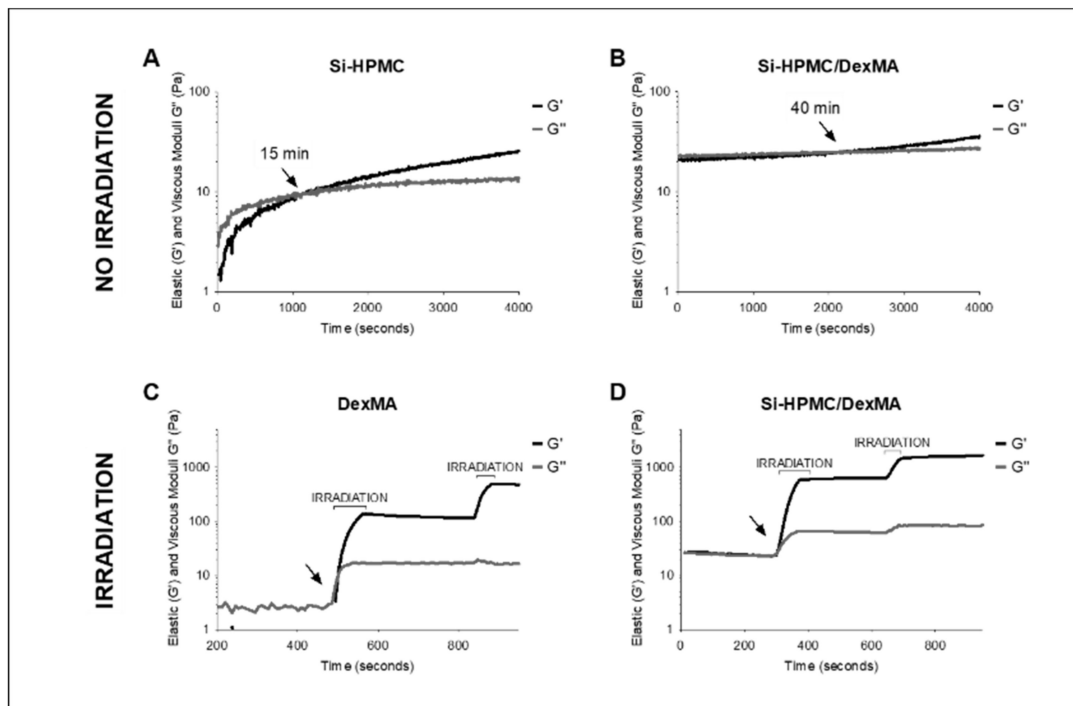 NO IRRADIATION
A
Si-HPMC
Elastic (G') and Viscous Moduli G" (Pa)
100
10
1
15 min
G'
G"
0 1000 2000 3000 4000
Time (seconds)
B
Si-HPMC/DexMA
Elastic (G') and Viscous Moduli G" (Pa)
100
10
1
40 min
G'
G"
0 1000 2000 3000 4000
Time (seconds)
IRRADIATION
C
DexMA
Elastic (G') and Viscous Moduli G" (Pa)
1000
100
10
1
IRRADIATION
IRRADIATION
G'
G"
200 400 600 800
Time (seconds)
D
Si-HPMC/DexMA
Elastic (G') and Viscous Moduli G" (Pa)
1000
100
10
1
IRRADIATION
IRRADIATION
G'
G"
0 200 400 600 800
Time (seconds)